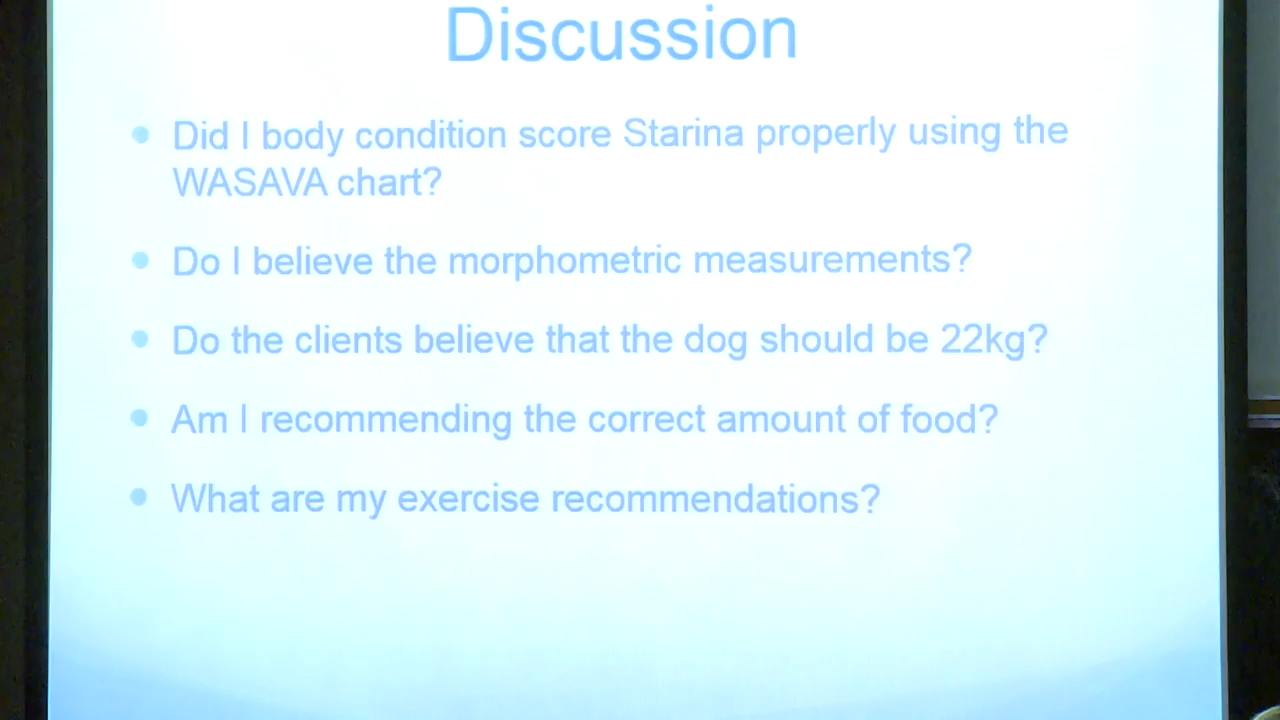 Discussion
Did I body condition score Starina properly using the
WASAVA chart?
Do I believe the morphometric measurements?
Do the clients believe that the dog should be 22kg?
Am I recommending the correct amount of food?
What are my exercise recommendations?